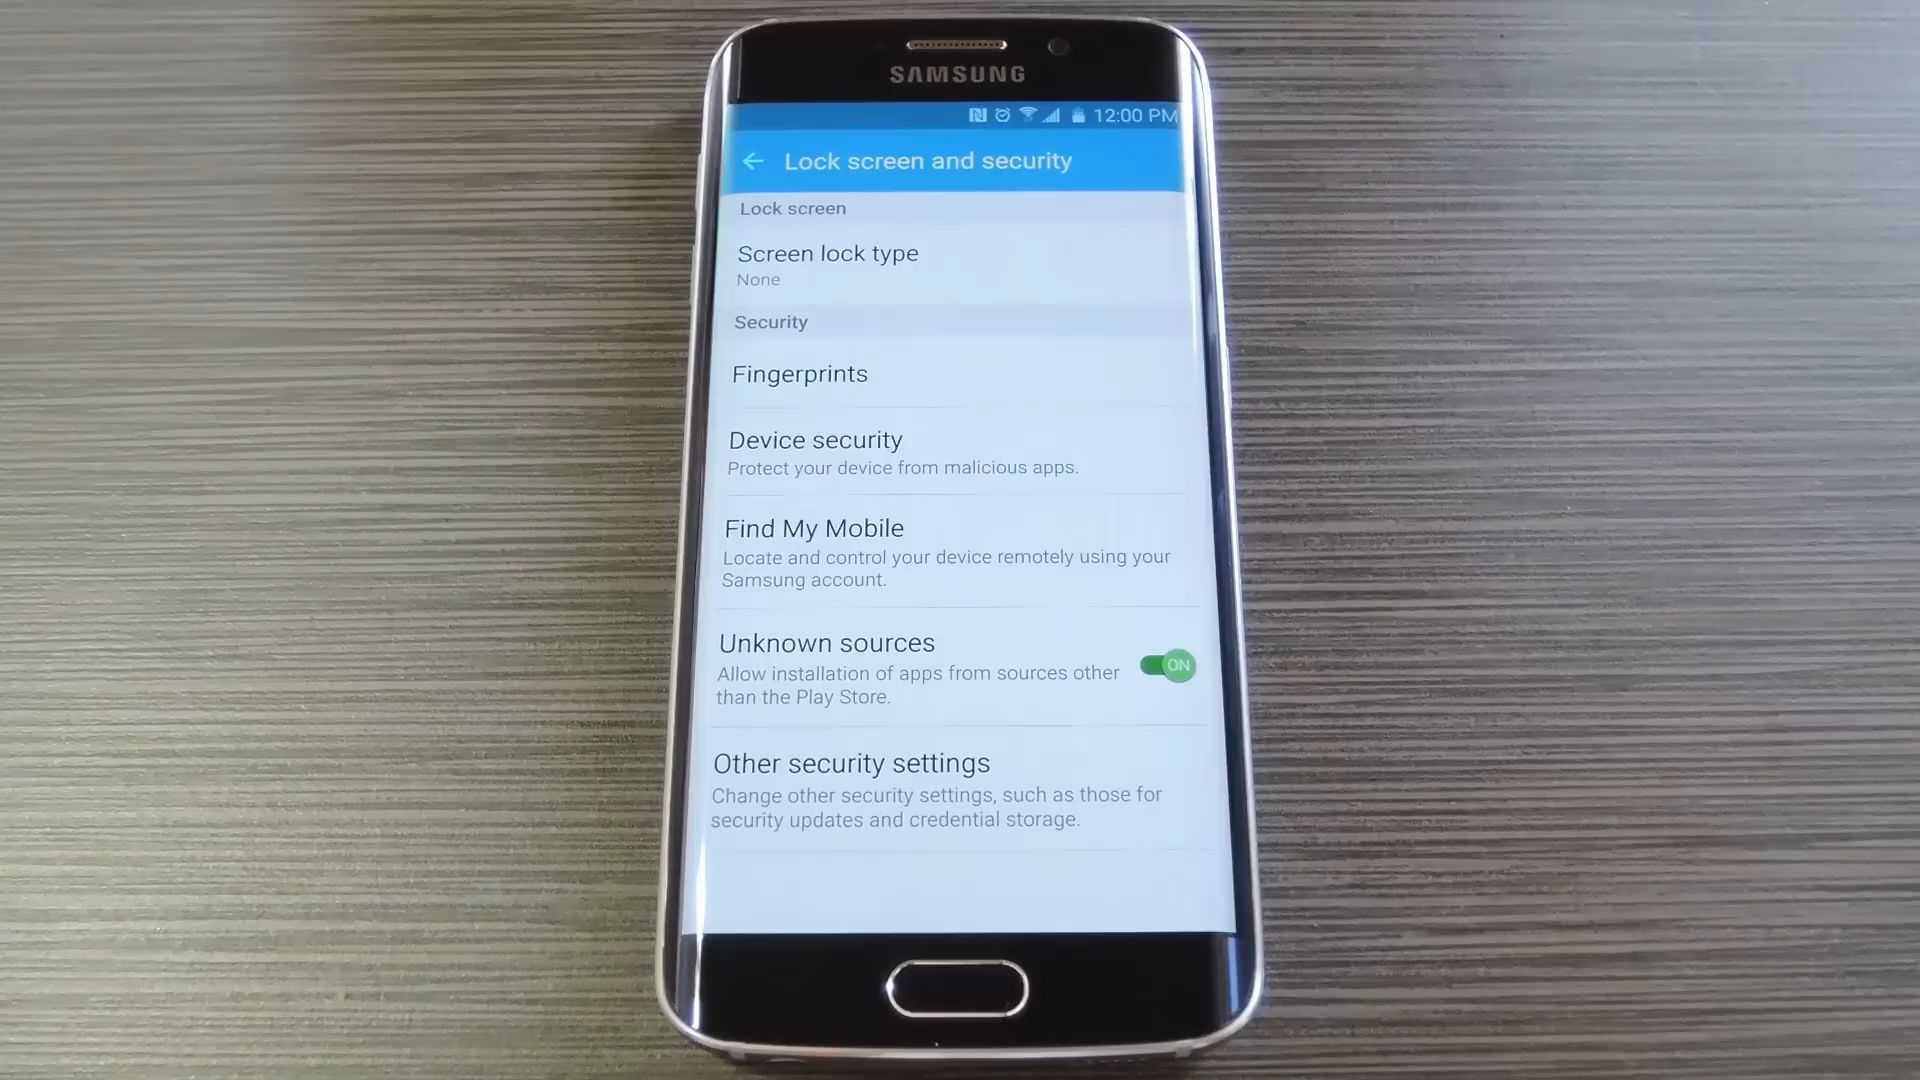 SAMSUNG
12:00 PM
Lock screen and security
Lock screen
Screen lock type
None
Security
Fingerprints
Device security
Protect your device from malicious apps.
Find My Mobile
Locate and control your device remotely using your
Samsung account.
Unknown sources
Allow installation of apps from sources other
than the Play Store.
ON
Other security settings
Change other security settings, such as those for
security updates and credential storage.